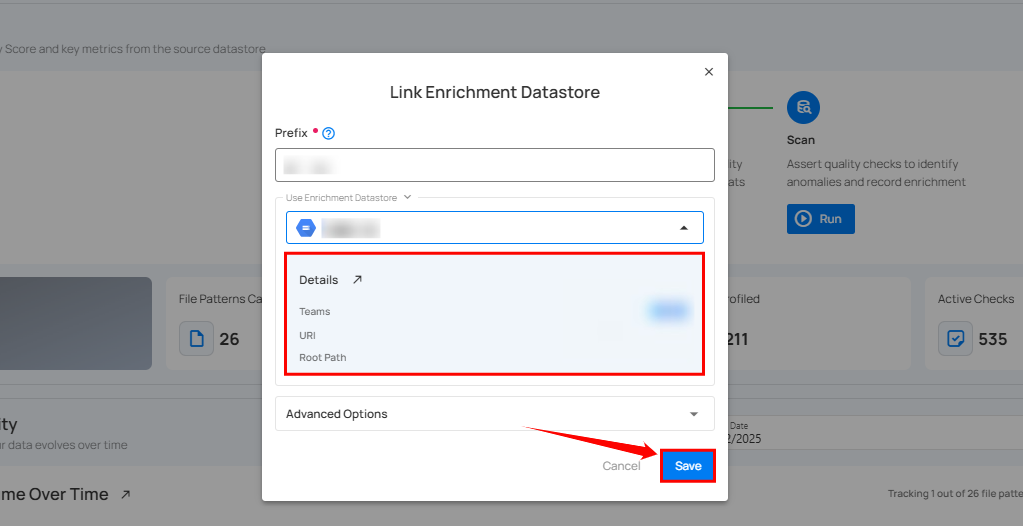 y Score and key metrics from the source datastore
Link Enrichment Datastore
Prefix
Use Enrichment Datastore
Details
Teams
URI
Root Path
Advanced Options
Cancel
Save
Scan
Assert quality checks to identify
anomalies and record enrichment
Run
ity
ats
File Patterns Ca
26
rofiled
211
Active Checks
535
ity
ur data evolves over time
Date
2/2025
me Over Time
Tracking 1 out of 26 file patte